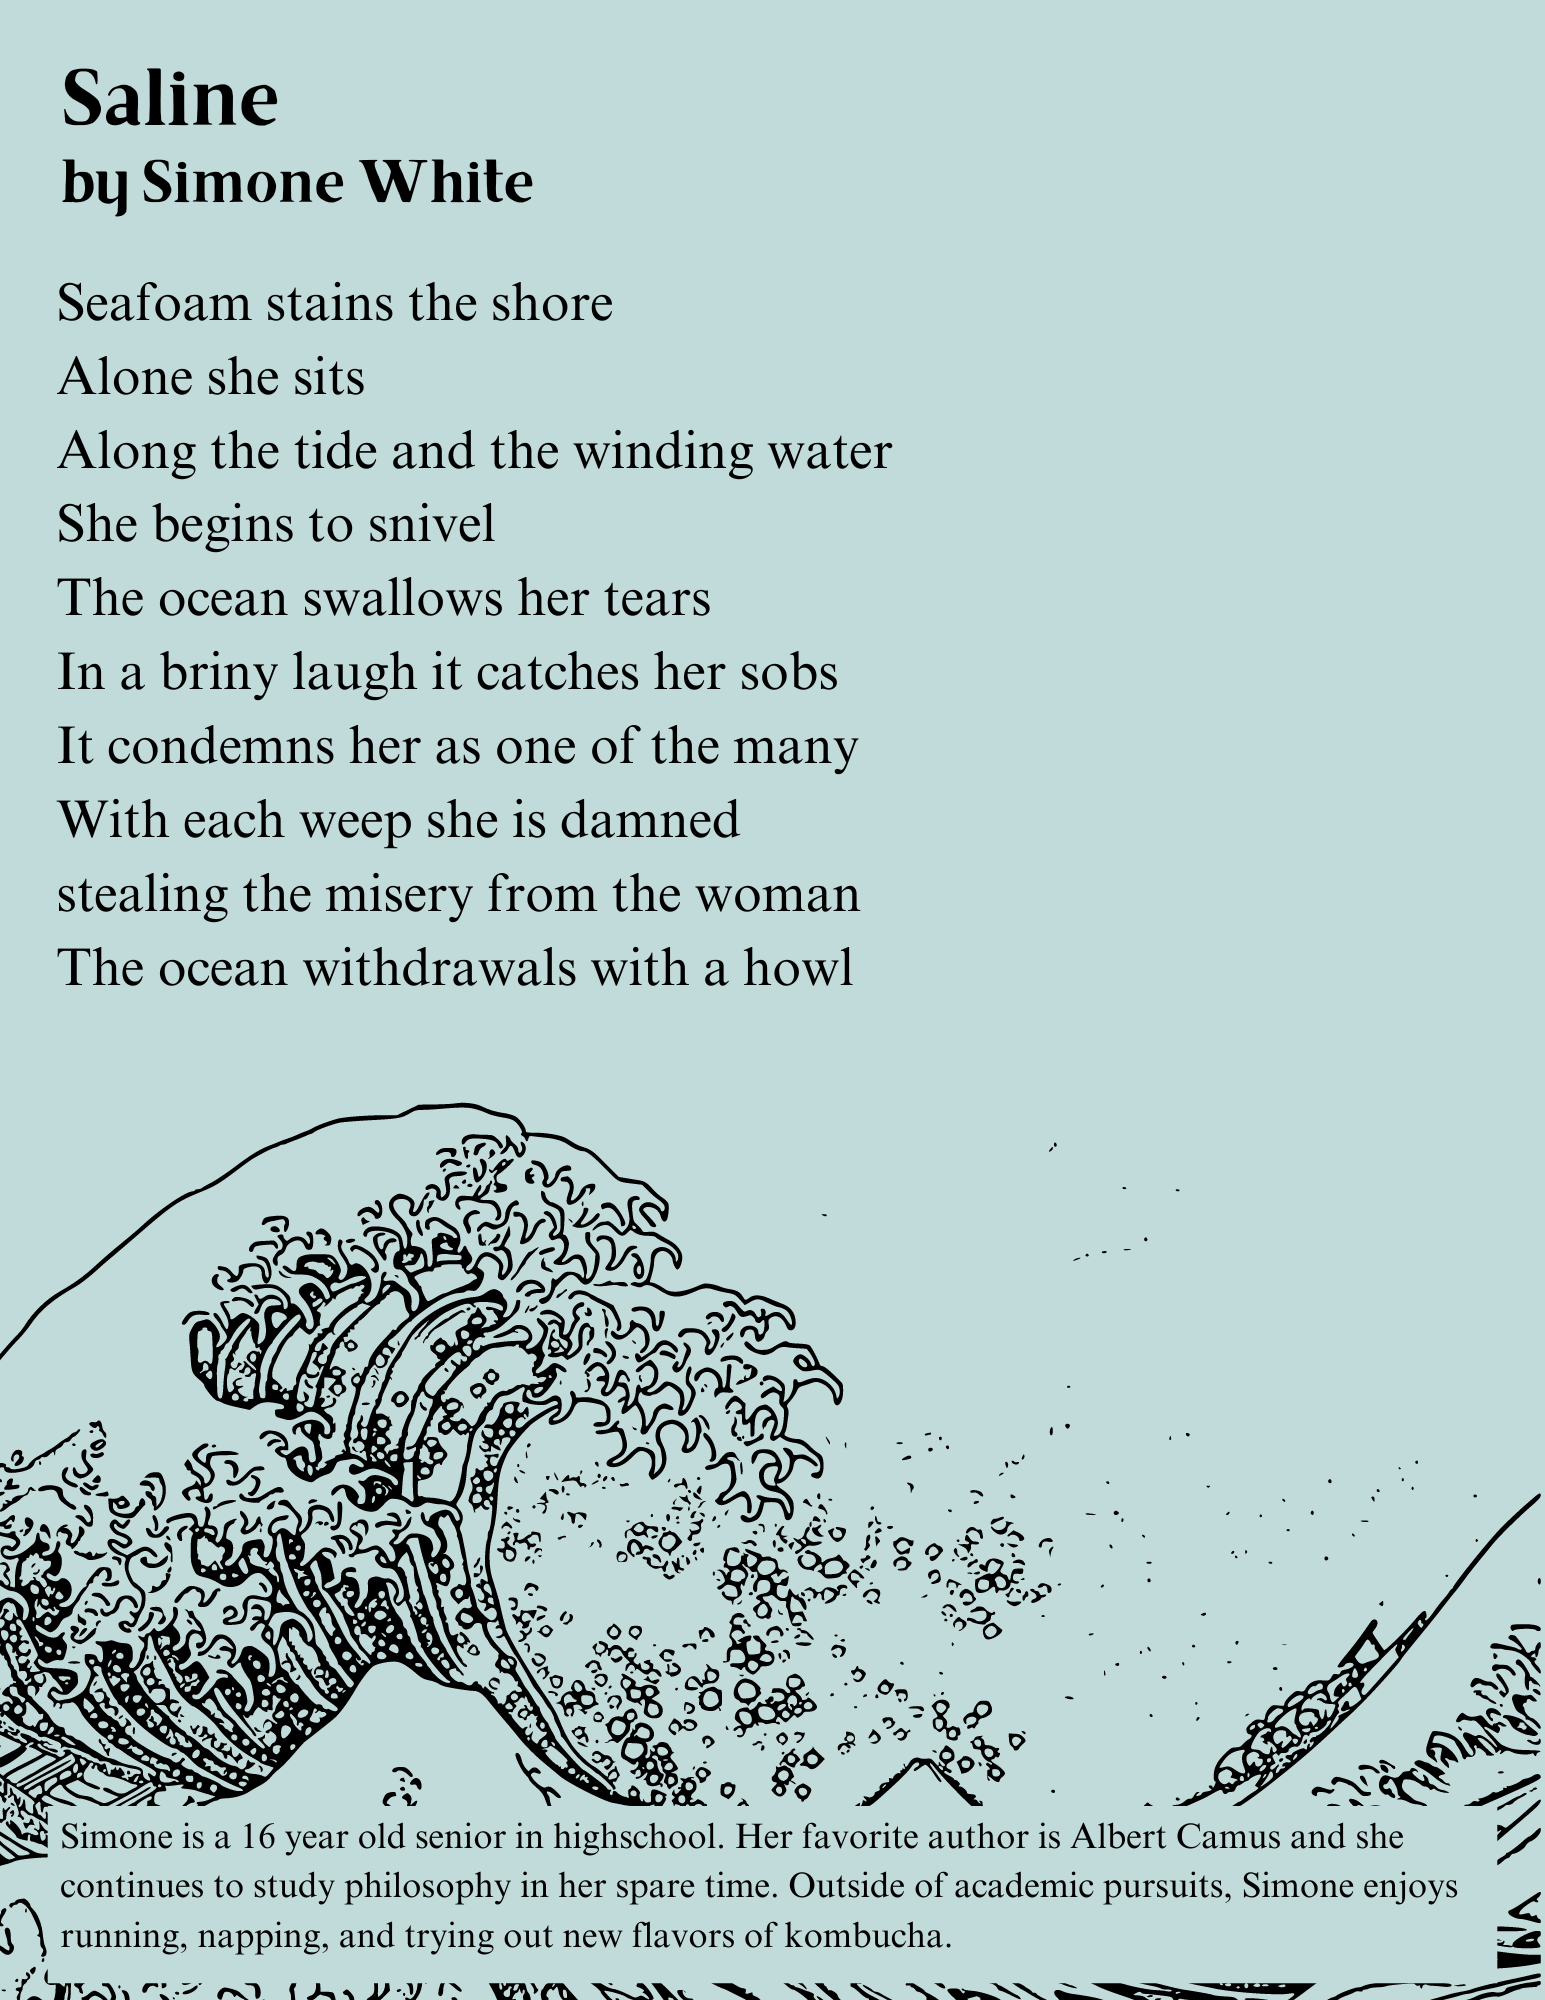 Saline
by Simone White
Seafoam stains the shore
Alone she sits
Along the tide and the winding water
She begins to snivel
The ocean swallows her tears
In a briny laugh it catches her sobs
It condemns her as one of the many
With each weep she is damned
stealing the misery from the woman
The ocean withdrawals with a howl
Simone is a 16 year old senior in highschool. Her favorite author is Albert Camus and she
continues to study philosophy in her spare time. Outside of academic pursuits, Simone enjoys
running, napping, and trying out new flavors of kombucha.